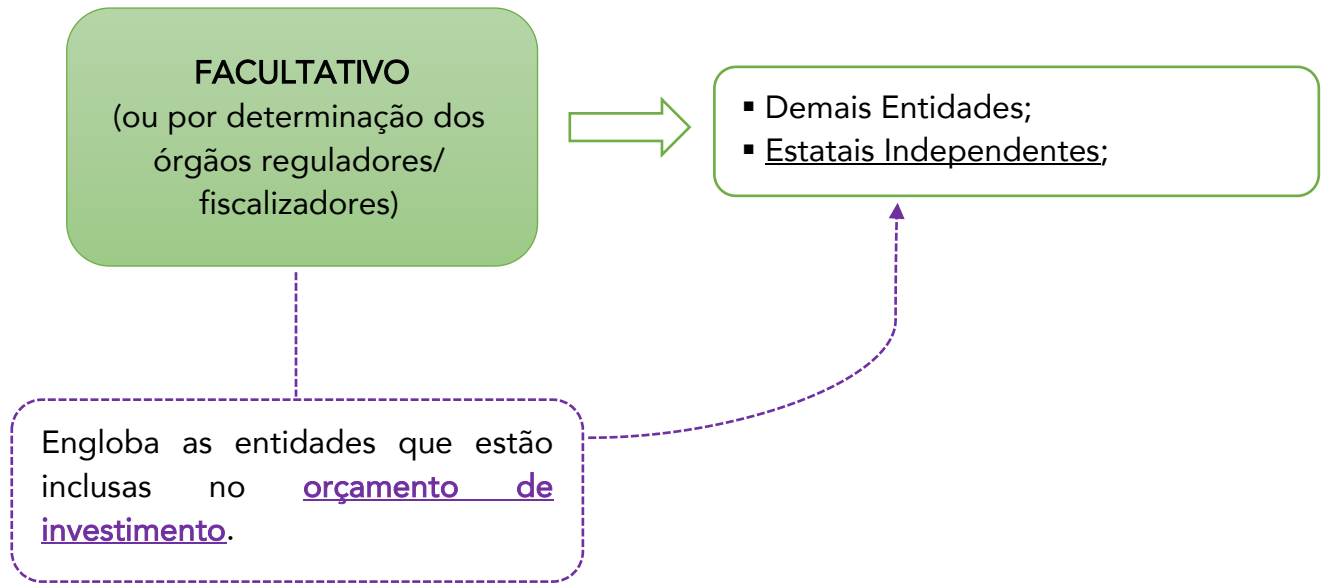 FACULTATIVO
(ou por determinação dos
órgãos reguladores/
fiscalizadores)
▪ Demais Entidades;
▪ Estatais Independentes;
Engloba as entidades que estão
inclusas no orçamento de
investimento.